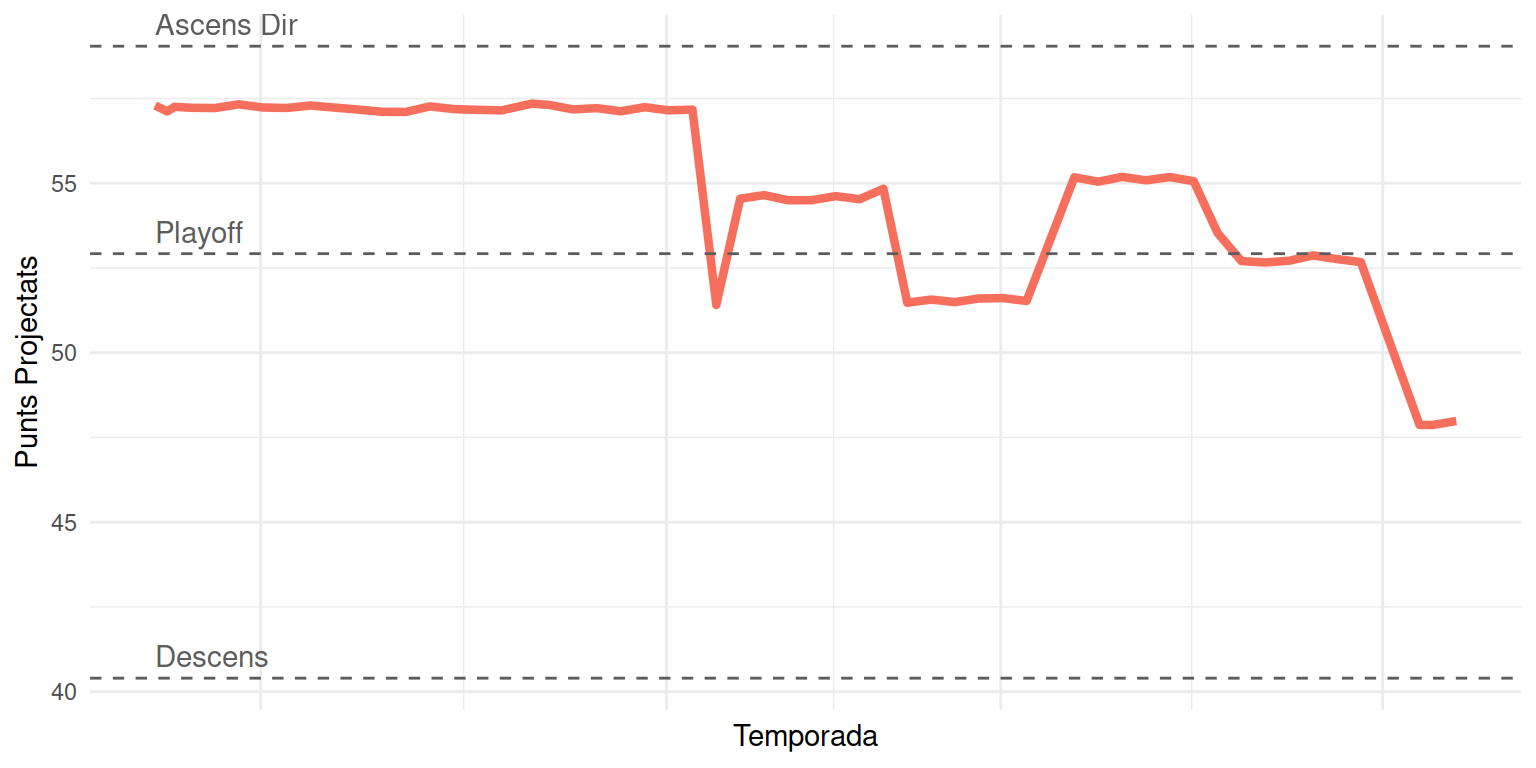 Ascens Dir
55
Playoff
Punts Projectats
50
45
Descens
40
Temporada